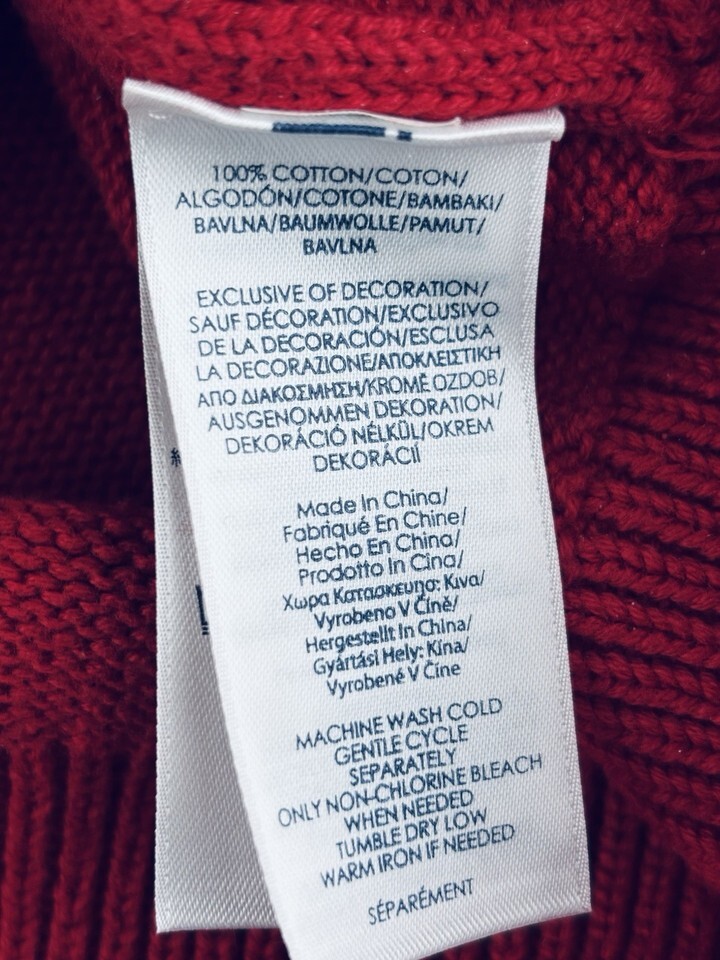 100% COTTON/COTON/
ALGODÓN/COTONE/BAMBAKI/
BAVLNA/BAUMWOLLE/PAMUT/
BAVLNA
EXCLUSIVE OF DECORATION/
SAUF DÉCORATION/EXCLUSIVO
DE LA DECORACIÓN/ESCLUSA
LA DECORAZIONE/ΑΠΟΚΛΕΙΣΤΙΚΗ
ΑΠΟ ΔΙΑΚΟΣΜΗΣΗ/KROMĚ OZDOB/
AUSGENOMMEN DEKORATION/
DEKORÁCIÓ NÉLKÜL/OKREM
DEKORÁCIÍ
Made In China/
Fabriqué En Chine/
Hecho En China/
Prodotto In Cina/
Χωρα Κατασκευης: Κινα/
Vyrobeno V Číně/
Hergestellt In China/
Gyártási Hely: Kína/
Vyrobené V Číne
MACHINE WASH COLD
GENTLE CYCLE
SEPARATELY
ONLY NON-CHLORINE BLEACH
WHEN NEEDED
TUMBLE DRY LOW
WARM IRON IF NEEDED
SÉPARÉMENT